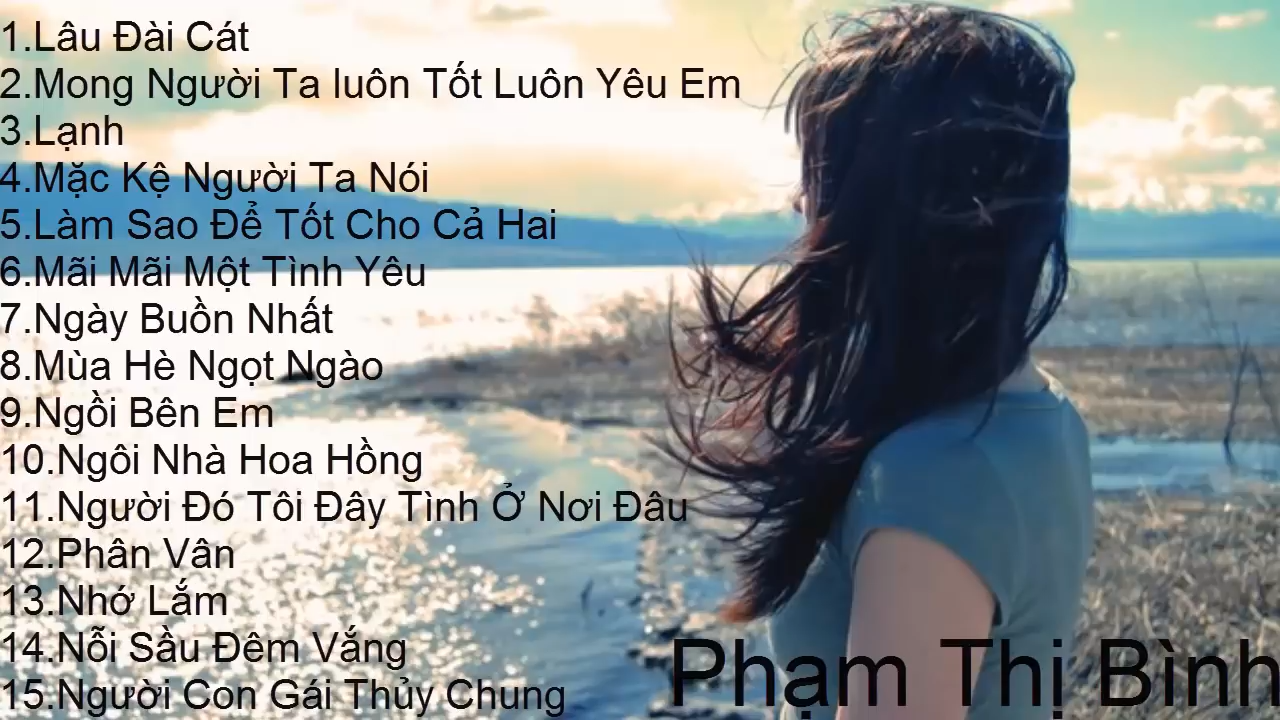 1.Lâu Đài Cát
2.Mong Người Ta luôn Tốt Luôn Yêu Em
3.Lạnh
4.Mặc Kệ Người Ta Nói
5.Làm Sao Để Tốt Cho Cả Hai
6.Mãi Mãi Một Tình Yêu
7.Ngày Buồn Nhất
8.Mùa Hè Ngọt Ngào
9.Ngồi Bên Em
10.Ngôi Nhà Hoa Hồng
11.Người Đó Tôi Đây Tình Ở Nơi Đâu
12.Phân Vân
13.Nhớ Lắm
14.Nỗi Sầu Đêm Vắng
15.Người Con Gái Thủy Chung
Phạm Thị Bình